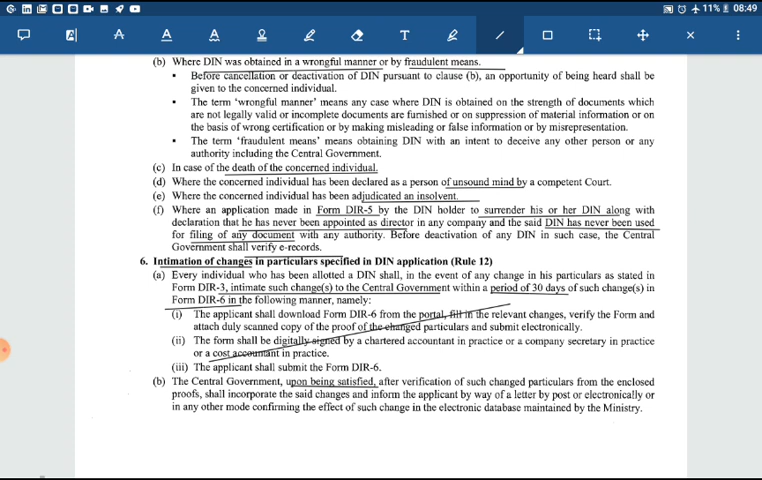 11% 08:49
A A A T
(b) Where DIN was obtained in a wrongful manner or by fraudulent means.
• Before cancellation or deactivation of DIN pursuant to clause (b), an opportunity of being heard shall be
given to the concerned individual.
• The term ‘wrongful manner’ means any case where DIN is obtained on the strength of documents which
are not legally valid or incomplete documents are furnished or on suppression of material information or on
the basis of wrong certification or by making misleading or false information or by misrepresentation.
• The term ‘fraudulent means’ means obtaining DIN with an intent to deceive any other person or any
authority including the Central Government.
(c) In case of the death of the concerned individual.
(d) Where the concerned individual has been declared as a person of unsound mind by a competent Court.
(e) Where the concerned individual has been adjudicated an insolvent.
(f) Where an application made in Form DIR-5 by the DIN holder to surrender his or her DIN along with
declaration that he has never been appointed as director in any company and the said DIN has never been used
for filing of any document with any authority. Before deactivation of any DIN in such case, the Central
Government shall verify e-records.
6. Intimation of changes in particulars specified in DIN application (Rule 12)
(a) Every individual who has been allotted a DIN shall, in the event of any change in his particulars as stated in
Form DIR-3, intimate such change(s) to the Central Government within a period of 30 days of such change(s) in
Form DIR-6 in the following manner, namely:
(i) The applicant shall download Form DIR-6 from the portal, fill in the relevant changes, verify the Form and
attach duly scanned copy of the proof of the changed particulars and submit electronically.
(ii) The form shall be digitally signed by a chartered accountant in practice or a company secretary in practice
or a cost accountant in practice.
(iii) The applicant shall submit the Form DIR-6.
(b) The Central Government, upon being satisfied, after verification of such changed particulars from the enclosed
proofs, shall incorporate the said changes and inform the applicant by way of a letter by post or electronically or
in any other mode confirming the effect of such change in the electronic database maintained by the Ministry.